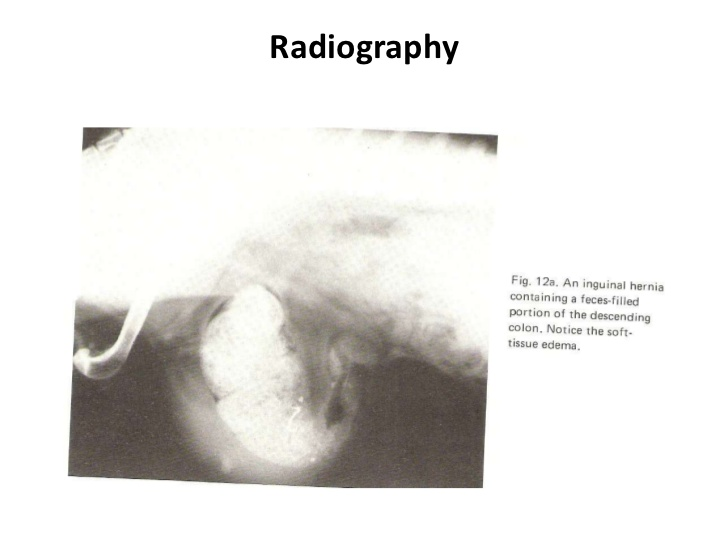 Radiography
Fig. 12a. An inguinal hernia
containing a feces-filled
portion of the descending
colon. Notice the soft-
tissue edema.